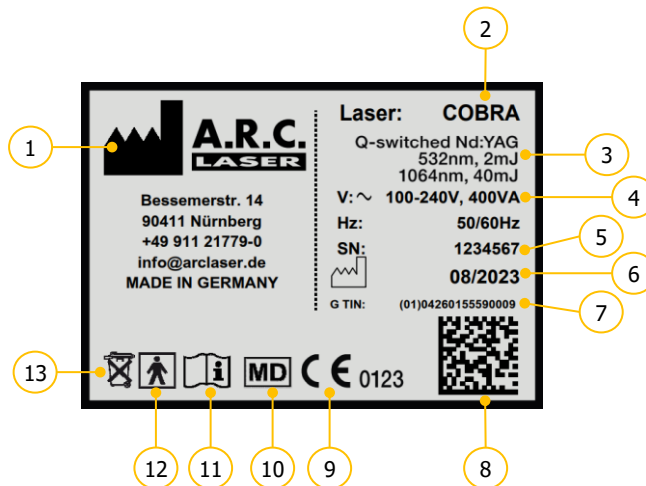 2
Laser: COBRA
A.R.C.
LASER
1
Q-switched Nd:YAG
532nm, 2mJ
1064nm, 40mJ
3
V: ~ 100-240V, 400VA
4
Bessemerstr. 14
90411 Nürnberg
+49 911 21779-0
info@arclaser.de
MADE IN GERMANY
Hz: 50/60Hz
SN: 1234567
5
08/2023
6
G TIN: (01)04260155590009
7
13
MD
CE 0123
12
11
10
9
8